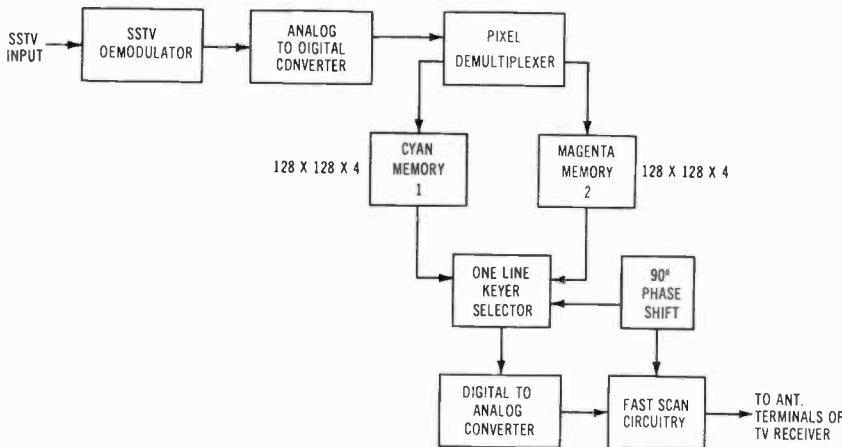 SSTV
INPUT
SSTV
OEMODULATOR
ANALOG
TO OIGITAL
CDNVERTER
PIXEL
DEMULTIPLEXER
128 X 128 X 4
CYAN
MEMORY
1
MAGENTA
MEMORY
2
128 X 128 X 4
ONE LINE
KEYER
SELECTOR
90°
PHASE
SHIFT
DIGITAL TO
ANALOG
CONVERTER
FAST SCAN
CIRCUITRY
TO ANT.
TERMINALS OF
TV RECEIVER